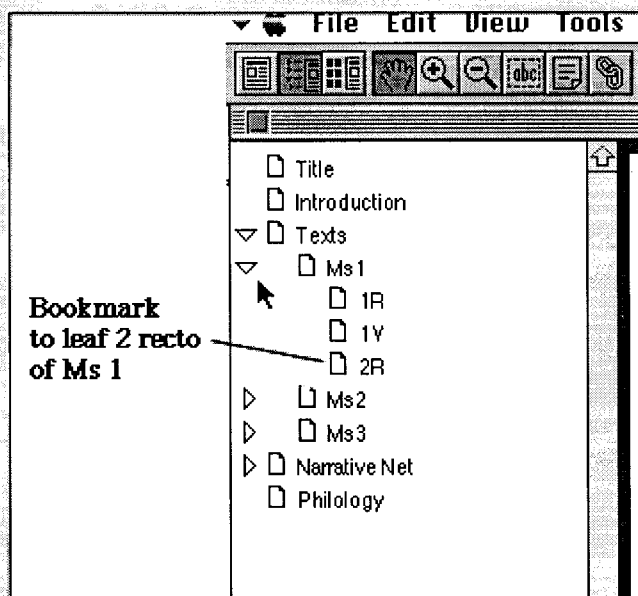 File Edit View Tools
abc
Title
Introduction
Texts
Ms1
1R
1V
2R
Ms2
Ms3
Narrative Net
Philology
Bookmark
to leaf 2 recto
of Ms 1